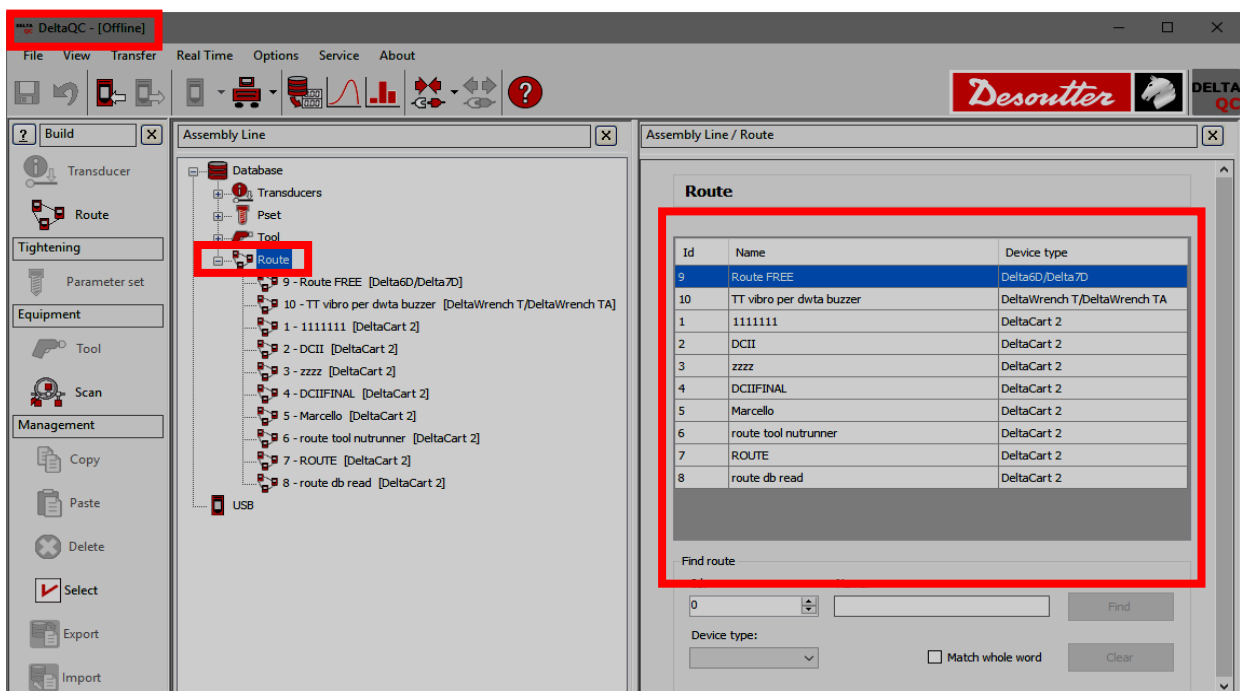 DeltaQC - [Offline]
File View Transfer Real Time Options Service About
Desoutter
DELTA QC
? Build X
Transducer
Route
Tightening
Parameter set
Equipment
Tool
Scan
Management
Copy
Paste
Delete
Select
Export
Import
Assembly Line X
Database
Transducers
Pset
Tool
Route
9 - Route FREE [Delta6D/Delta7D]
10 - TT vibro per dwta buzzer [DeltaWrench T/DeltaWrench TA]
1 - 1111111 [DeltaCart 2]
2 - DCII [DeltaCart 2]
3 - zzzz [DeltaCart 2]
4 - DCIIFINAL [DeltaCart 2]
5 - Marcello [DeltaCart 2]
6 - route tool nutrunner [DeltaCart 2]
7 - ROUTE [DeltaCart 2]
8 - route db read [DeltaCart 2]
USB
Assembly Line / Route X
Route
Id Name Device type
9 Route FREE Delta6D/Delta7D
10 TT vibro per dwta buzzer DeltaWrench T/DeltaWrench TA
1 1111111 DeltaCart 2
2 DCII DeltaCart 2
3 zzzz DeltaCart 2
4 DCIIFINAL DeltaCart 2
5 Marcello DeltaCart 2
6 route tool nutrunner DeltaCart 2
7 ROUTE DeltaCart 2
8 route db read DeltaCart 2
Find route
0 Find
Device type:
Match whole word Clear